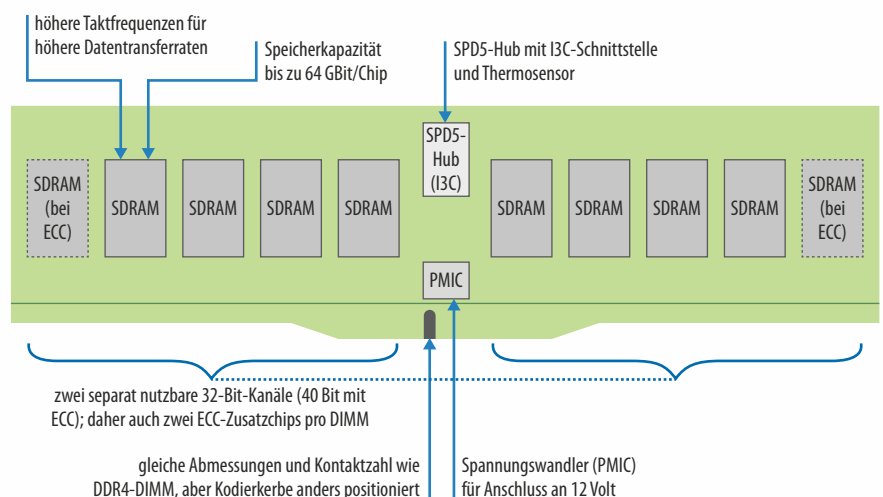 höhere Taktfrequenzen für
höhere Datentransferraten
Speicherkapazität
bis zu 64 GBit/Chip
SPD5-Hub mit I3C-Schnittstelle
und Thermosensor
SPD5-
Hub
(I3C)
SDRAM
(bei
ECC)
SDRAM
SDRAM
SDRAM
SDRAM
SDRAM
SDRAM
SDRAM
SDRAM
SDRAM
(bei
ECC)
PMIC
zwei separat nutzbare 32-Bit-Kanäle (40 Bit mit
ECC); daher auch zwei ECC-Zusatzchips pro DIMM
gleiche Abmessungen und Kontaktzahl wie
DDR4-DIMM, aber Kodierkerbe anders positioniert
Spannungswandler (PMIC)
für Anschluss an 12 Volt